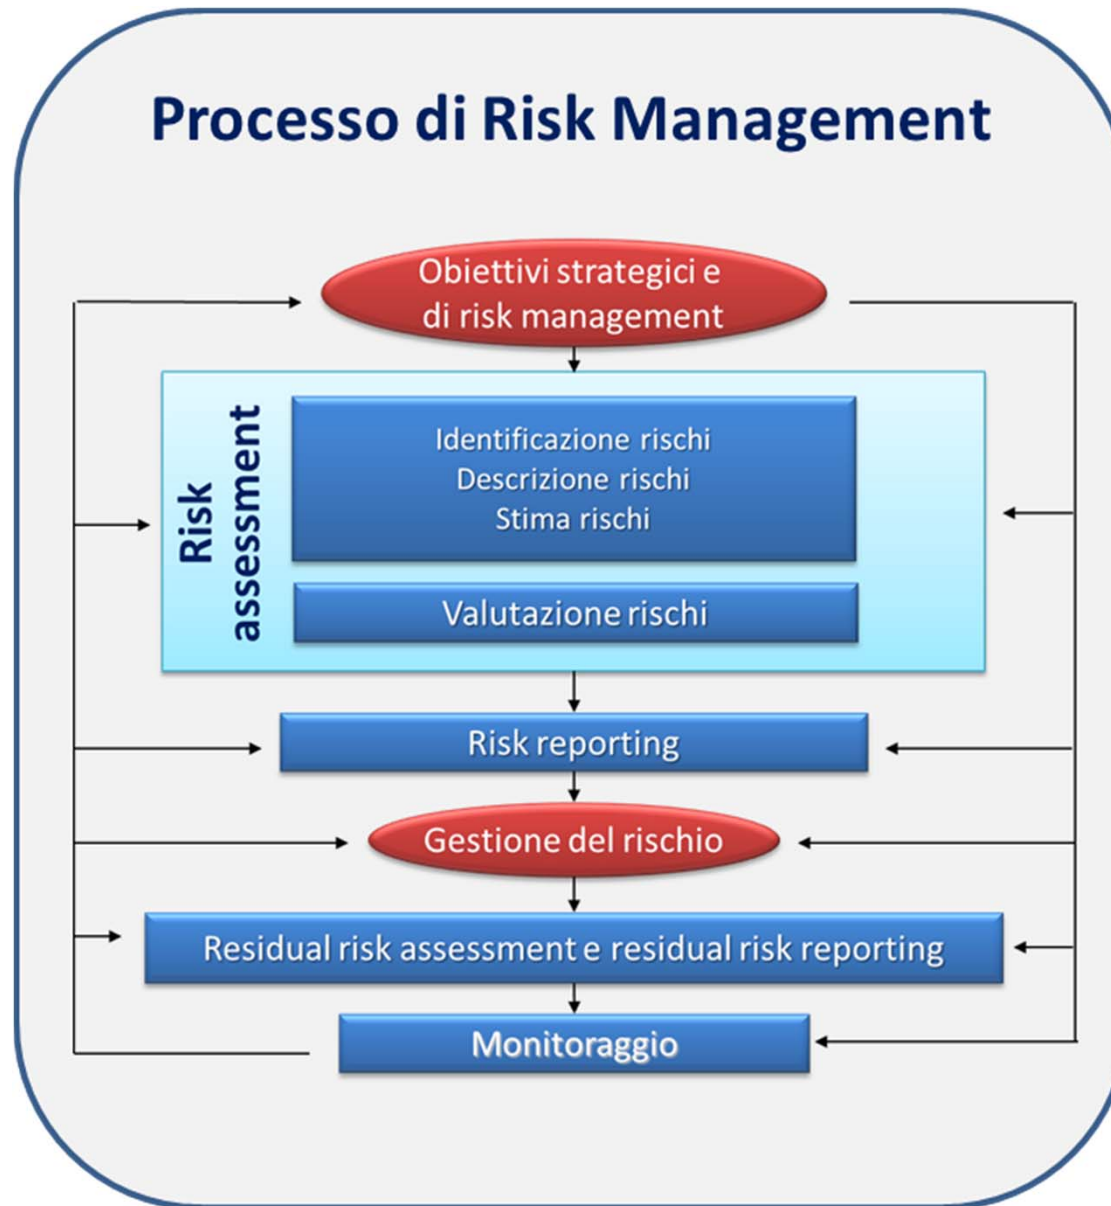 Processo di Risk Management
Obiettivi strategici e
di risk management
Risk
assessment
Identificazione rischi
Descrizione rischi
Stima rischi
Valutazione rischi
Risk reporting
Gestione del rischio
Residual risk assessment e residual risk reporting
Monitoraggio